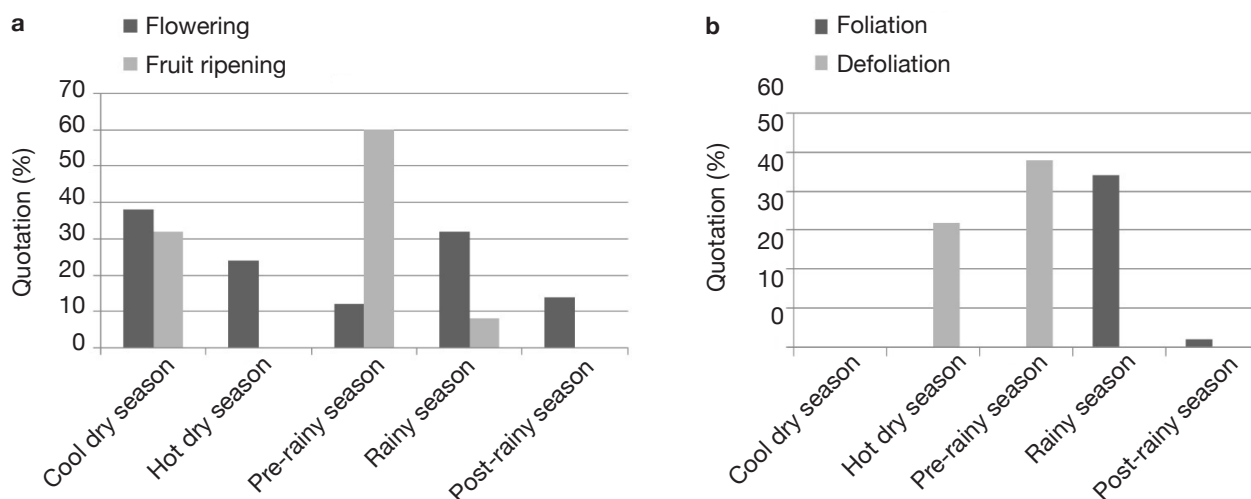 a
Flowering
Fruit ripening
70
60
50
40
30
20
10
0
Quotation (%)
Cool dry season
Hot dry season
Pre-rainy season
Rainy season
Post-rainy season
b
Foliation
Defoliation
60
50
40
30
20
10
0
Quotation (%)
Cool dry season
Hot dry season
Pre-rainy season
Rainy season
Post-rainy season